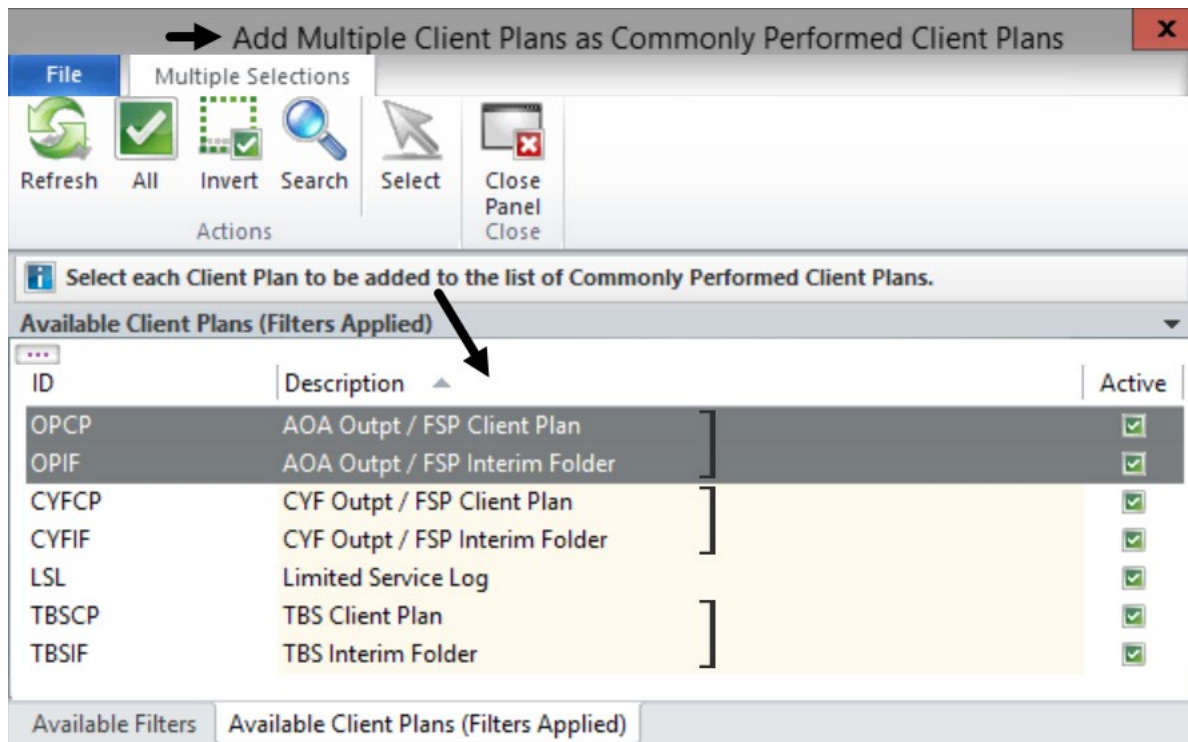 Add Multiple Client Plans as Commonly Performed Client Plans
x
File Multiple Selections
Refresh All Invert Search Select Close Panel
Actions Close
Select each Client Plan to be added to the list of Commonly Performed Client Plans.
Available Client Plans (Filters Applied)
ID Description Active
OPCP AOA Outpt / FSP Client Plan
OPIF AOA Outpt / FSP Interim Folder
CYFCP CYF Outpt / FSP Client Plan
CYFIF CYF Outpt / FSP Interim Folder
LSL Limited Service Log
TBSCP TBS Client Plan
TBSIF TBS Interim Folder
Available Filters Available Client Plans (Filters Applied)